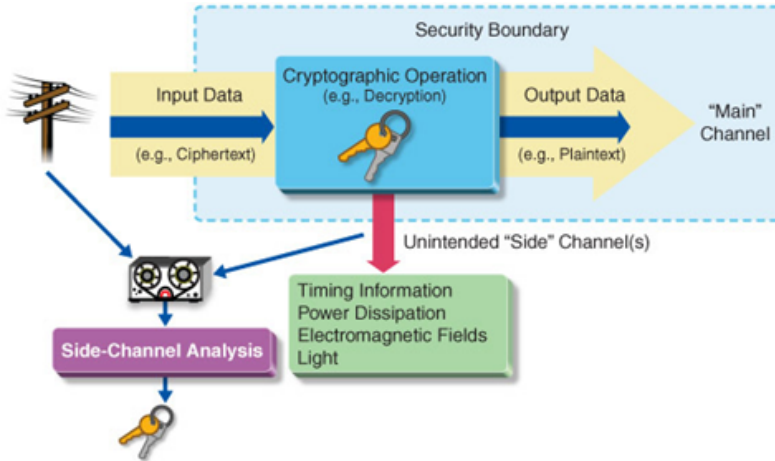 Security Boundary
Input Data
(e.g., Ciphertext)
Cryptographic Operation
(e.g., Decryption)
Output Data
(e.g., Plaintext)
“Main”
Channel
Unintended “Side” Channel(s)
Timing Information
Power Dissipation
Electromagnetic Fields
Light
Side-Channel Analysis